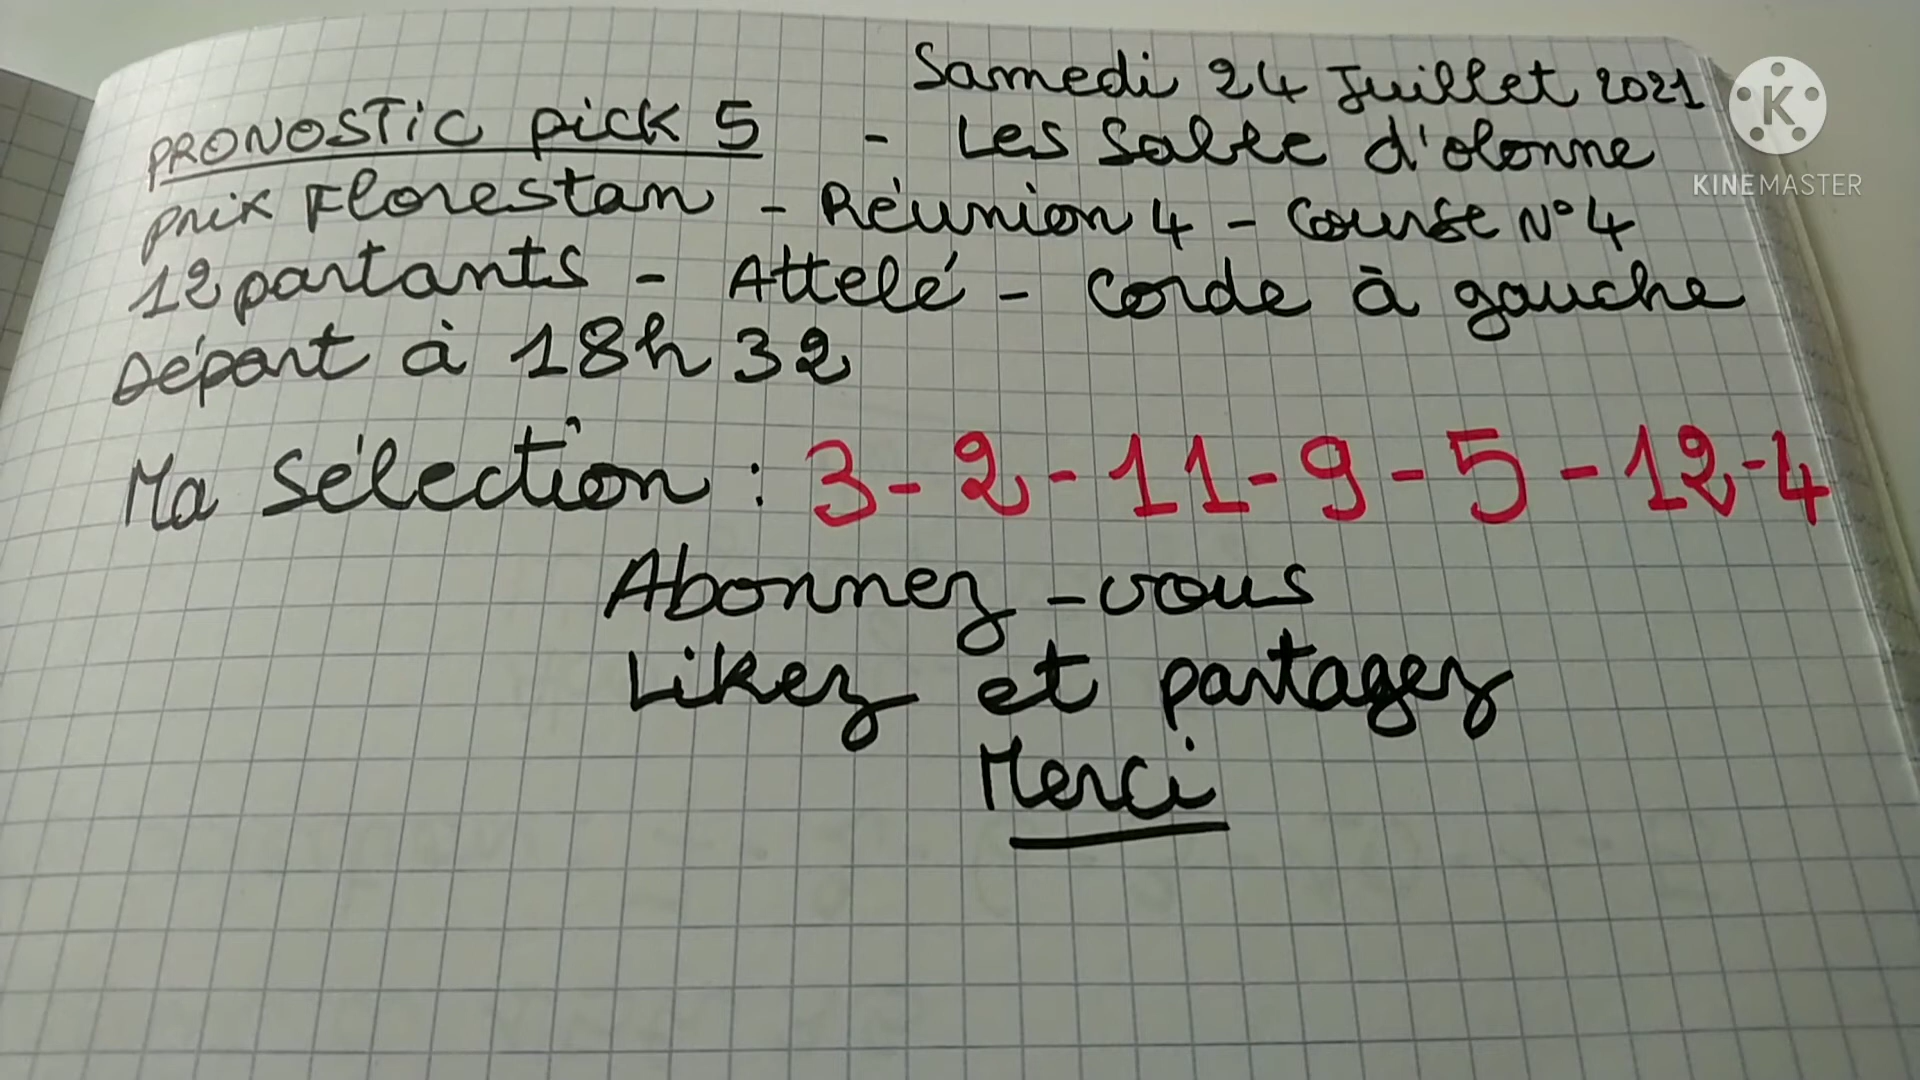 Samedi 24 Juillet 2021
PRONOSTIC pick 5 - Les Sable d'olonne
prix Florestan - Réunion 4 - Course N°4
12 partants - Attelé - Corde à gauche
Départ à 18h32
Ma sélection : 3 - 2 - 11 - 9 - 5 - 12 - 4
Abonnez-vous
Likez et partagez
Merci
K
KINEMASTER